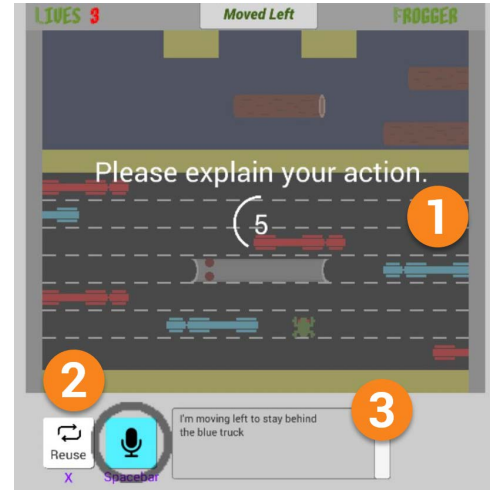 LIVES 3 Moved Left FROGGER
Please explain your action.
5
1
2
3
I'm moving left to stay behind
the blue truck
Reuse
X Spacebar